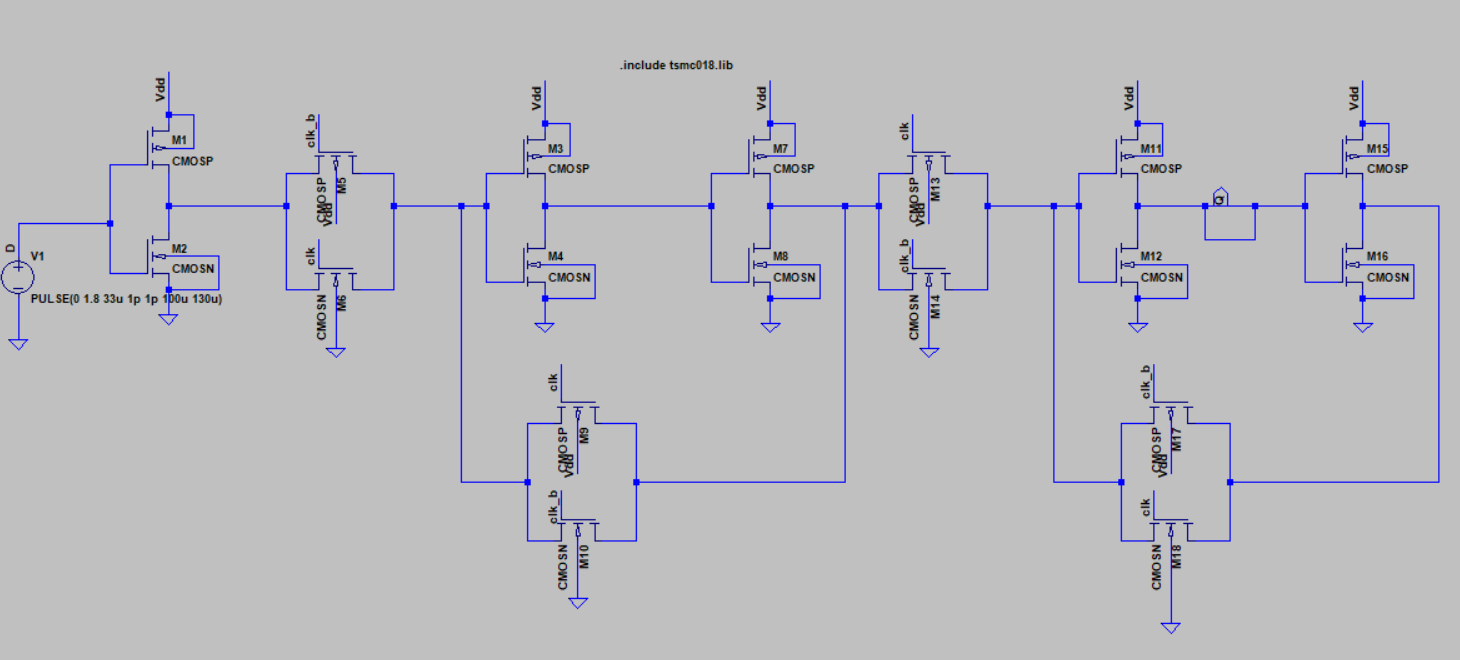 .include tsmc018.lib
Vdd
M1
CMOSP
M2
CMOSN
D
V1
PULSE(0 1.8 33u 1p 1p 100u 130u)
clk_b
CMOSP
M5
Vdd
clk
CMOSN
M6
Vdd
M3
CMOSP
M4
CMOSN
Vdd
M7
CMOSP
M8
CMOSN
clk
CMOSP
M9
Vdd
clk_b
CMOSN
M10
clk
CMOSP
M13
Vdd
clk_b
CMOSN
M14
Vdd
M11
CMOSP
M12
CMOSN
Q
Vdd
M15
CMOSP
M16
CMOSN
clk_b
CMOSP
M17
Vdd
clk
CMOSN
M18